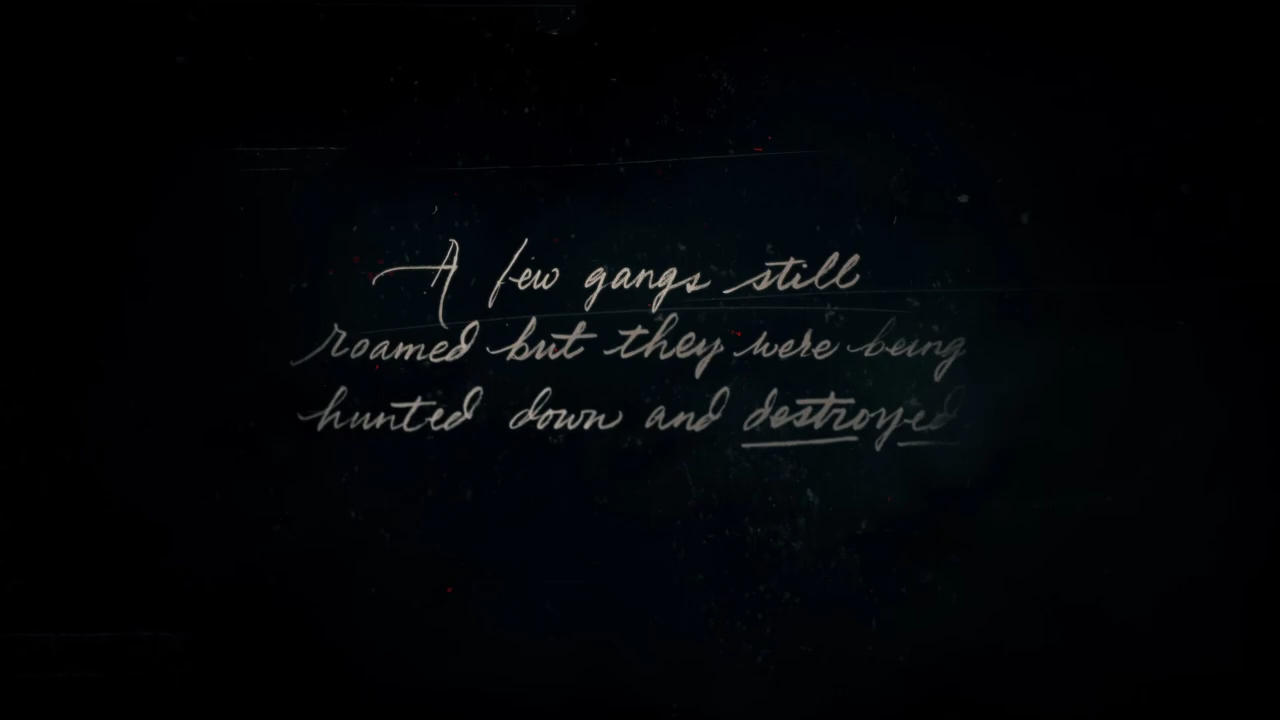 A few gangs still
roamed but they were being
hunted down and destroyed